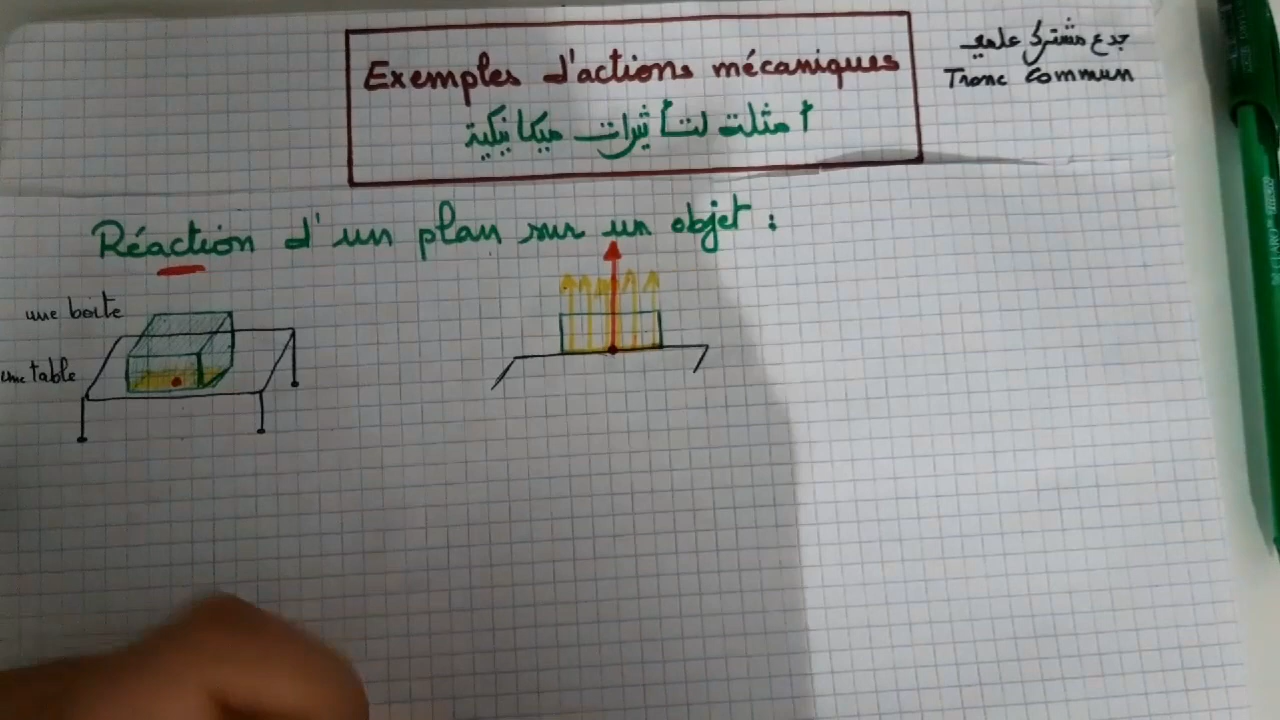 Exemples d'actions mécaniques
أمثلة لتأثيرات ميكانيكية
جدع مشترك علمي
Tronc Commun
Réaction d'un plan sur un objet :
une boite
une table